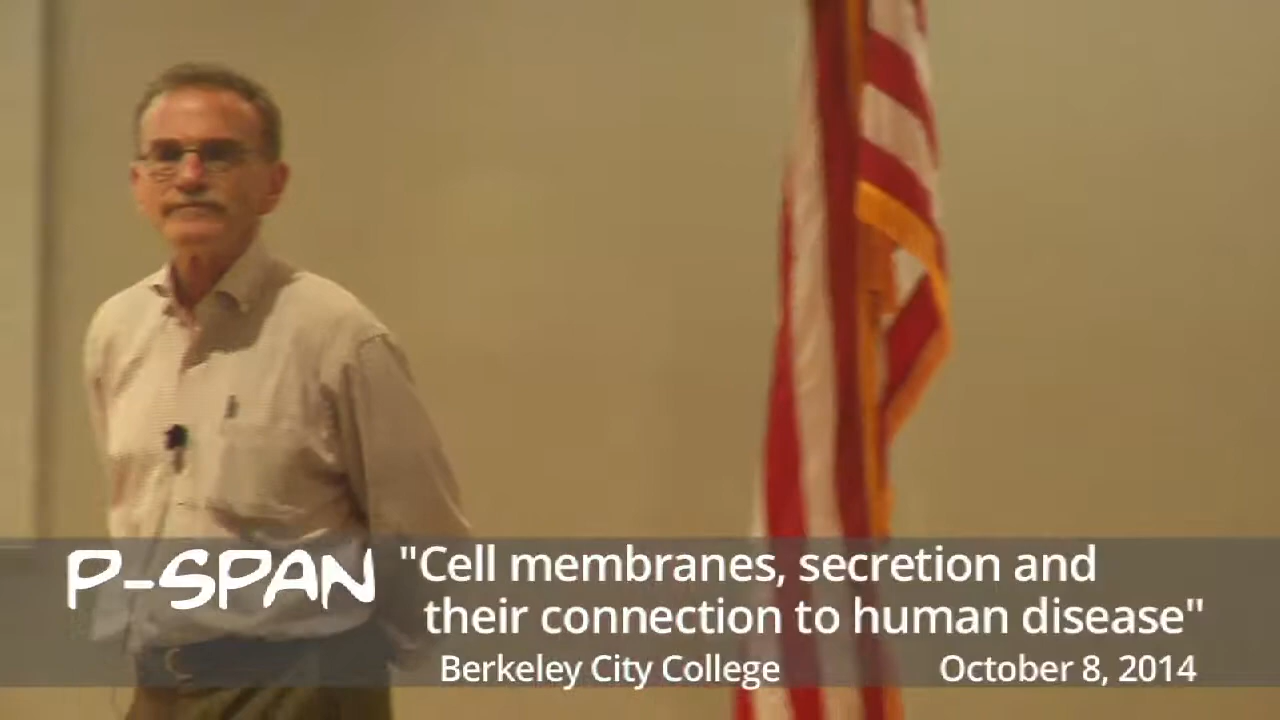 P-SPAN
"Cell membranes, secretion and
their connection to human disease"
Berkeley City College
October 8, 2014